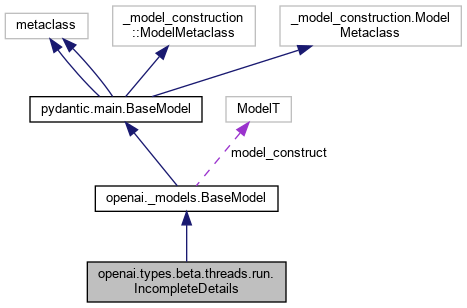 metaclass
_model_construction
::ModelMetaclass
_model_construction.Model
Metaclass
pydantic.main.BaseModel
ModelT
model_construct
openai._models.BaseModel
openai.types.beta.threads.run.
IncompleteDetails